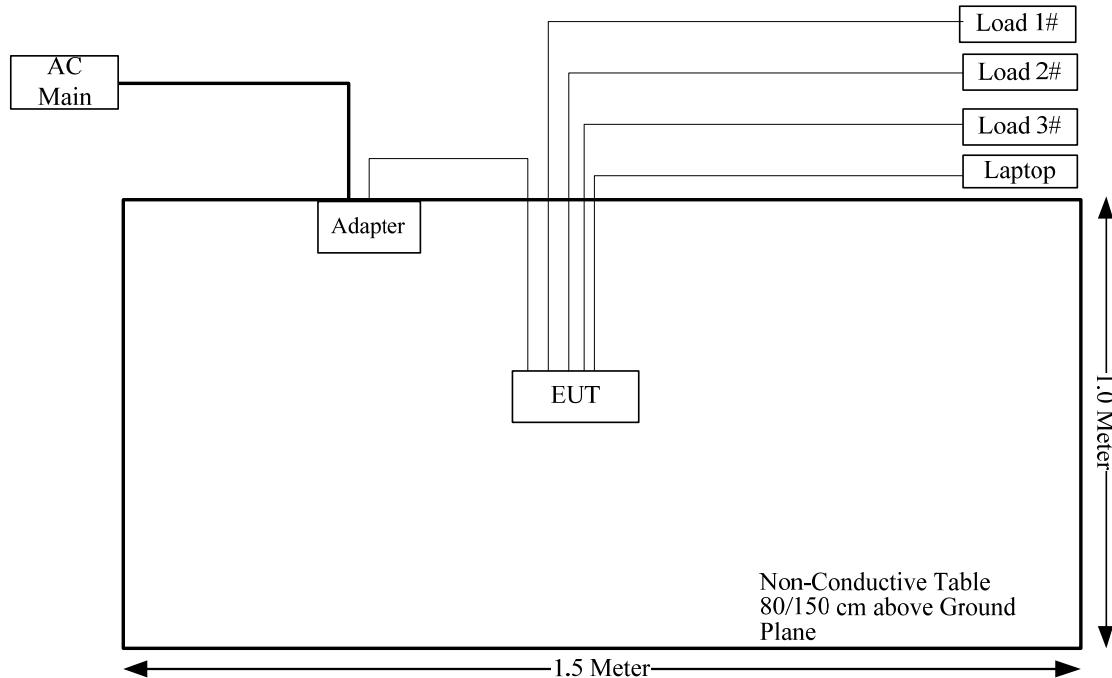 Load 1#
AC
Main
Load 2#
Load 3#
Laptop
Adapter
EUT
1.0 Meter
Non-Conductive Table
80/150 cm above Ground
Plane
1.5 Meter